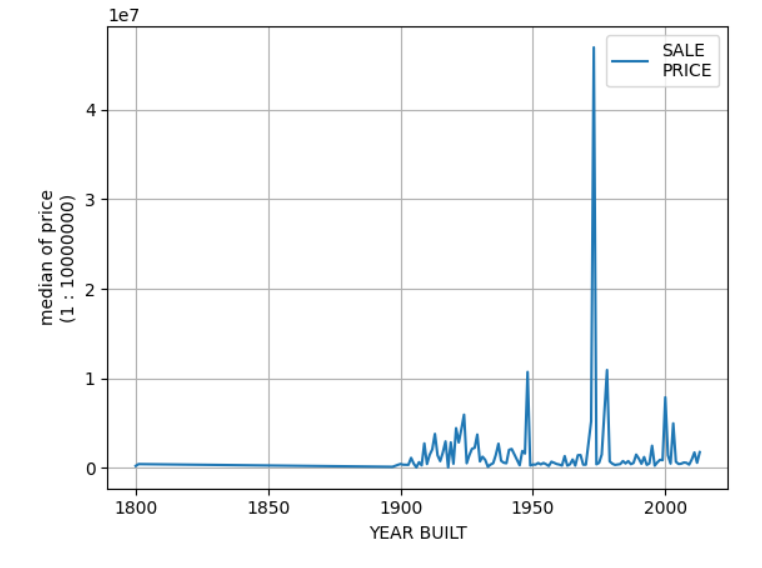 1e7
SALE
PRICE
4
3
2
1
0
median of price
(1 : 10000000)
1800
1850
1900
1950
2000
YEAR BUILT